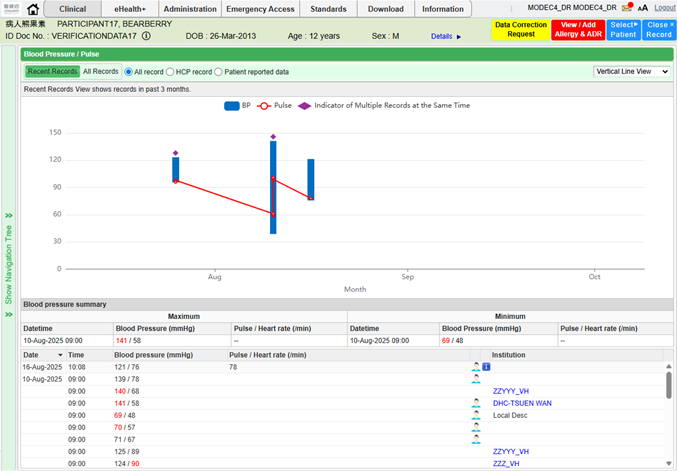 Clinical eHealth+ Administration Emergency Access Standards Download Information MODEC4_DR MODEC4_DR AA Logout
病人熊果素 PARTICIPANT17, BEARBERRY
ID Doc No. : VERIFICATIONDATA17 DOB : 26-Mar-2013 Age : 12 years Sex : M Details ▶
Data Correction Request
View / Add Allergy & ADR
Select▶ Patient
Close × Record
Blood Pressure / Pulse
Recent Records All Records All record HCP record Patient reported data Vertical Line View
Recent Records View shows records in past 3 months.
BP Pulse Indicator of Multiple Records at the Same Time
150
120
90
60
30
0
Aug Sep Oct
Month
>> Show Navigation Tree >>
Blood pressure summary
Maximum Minimum
Datetime Blood Pressure (mmHg) Pulse / Heart rate (/min) Datetime Blood Pressure (mmHg) Pulse / Heart rate (/min)
10-Aug-2025 09:00 141 / 58 -- 10-Aug-2025 09:00 69 / 48 --
Date Time Blood Pressure (mmHg) Pulse / Heart rate (/min) Institution
16-Aug-2025 10:08 121 / 76 78
10-Aug-2025 09:00 139 / 78
09:00 140 / 68 ZZYYY_VH
09:00 141 / 58 DHC-TSUEN WAN
09:00 69 / 48 Local Desc
09:00 70 / 57
09:00 71 / 67
09:00 125 / 89 ZZYYY_VH
09:00 124 / 90 ZZZ_VH